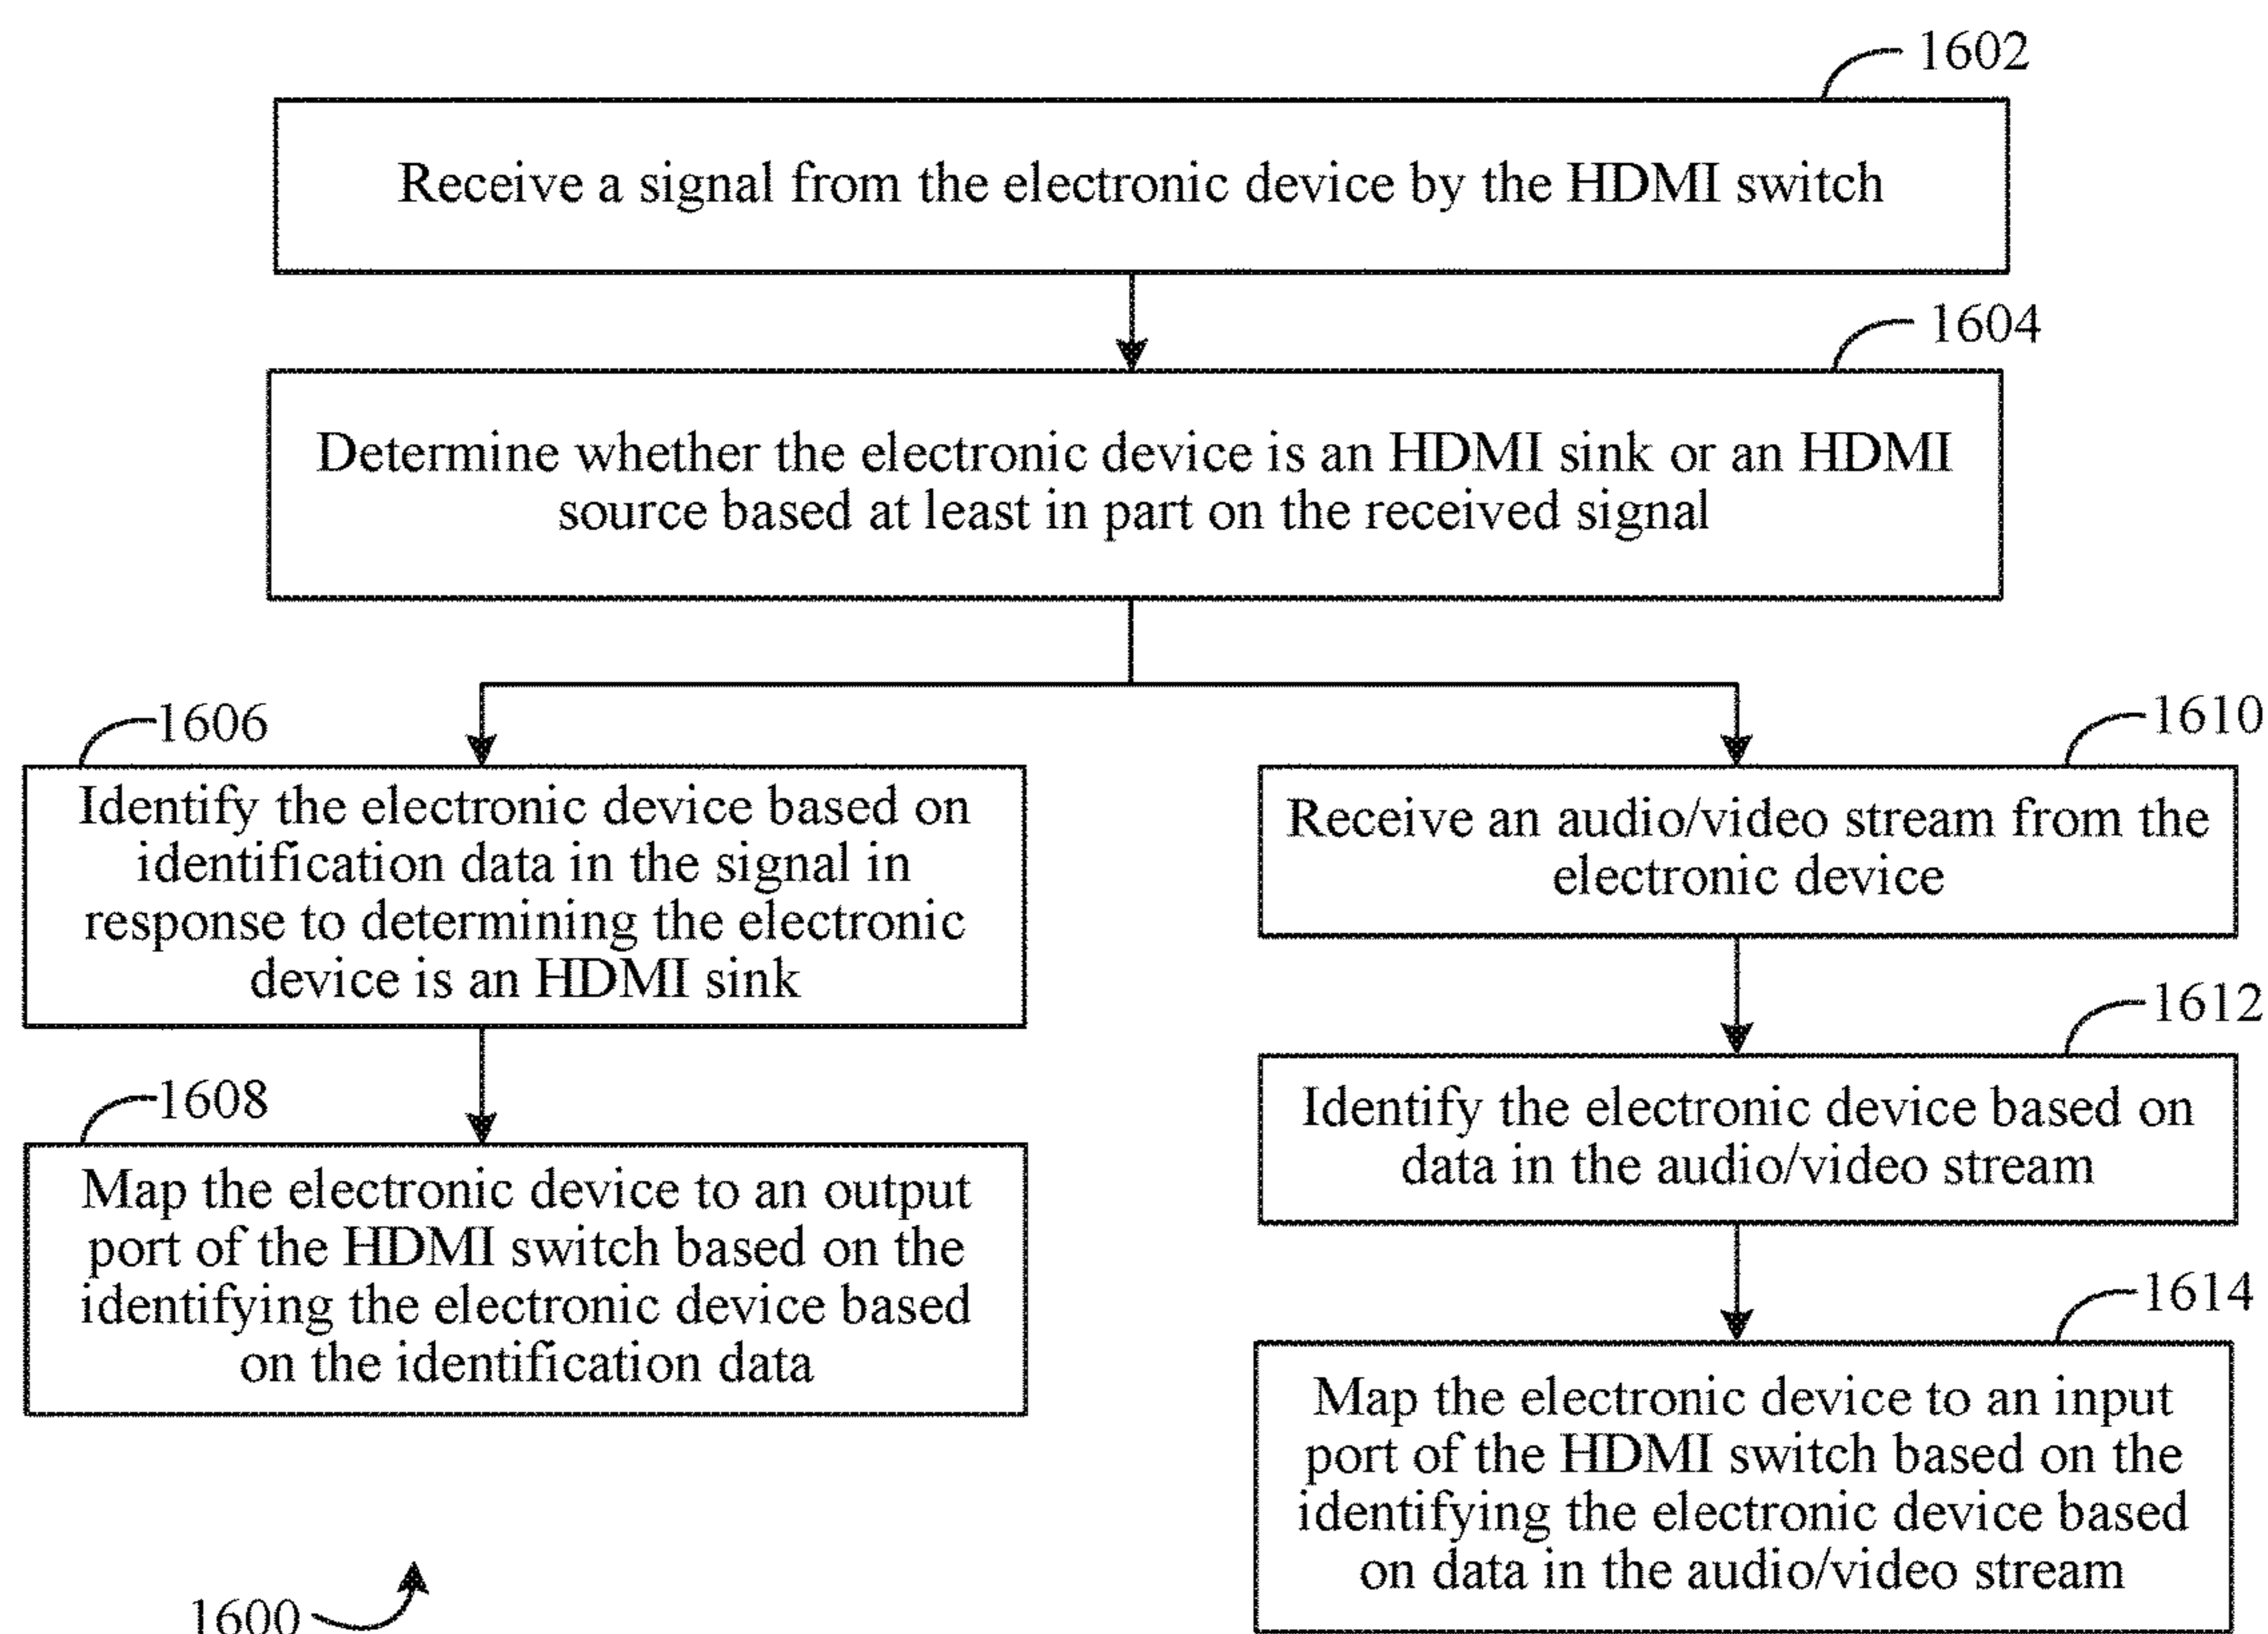 1602
Receive a signal from the electronic device by the HDMI switch
1604
Determine whether the electronic device is an HDMI sink or an HDMI
source based at least in part on the received signal
1606
Identify the electronic device based on
identification data in the signal in
response to determining the electronic
device is an HDMI sink
1608
Map the electronic device to an output
port of the HDMI switch based on the
identifying the electronic device based
on the identification data
1610
Receive an audio/video stream from the
electronic device
1612
Identify the electronic device based on
data in the audio/video stream
1614
Map the electronic device to an input
port of the HDMI switch based on the
identifying the electronic device based
on data in the audio/video stream
1600